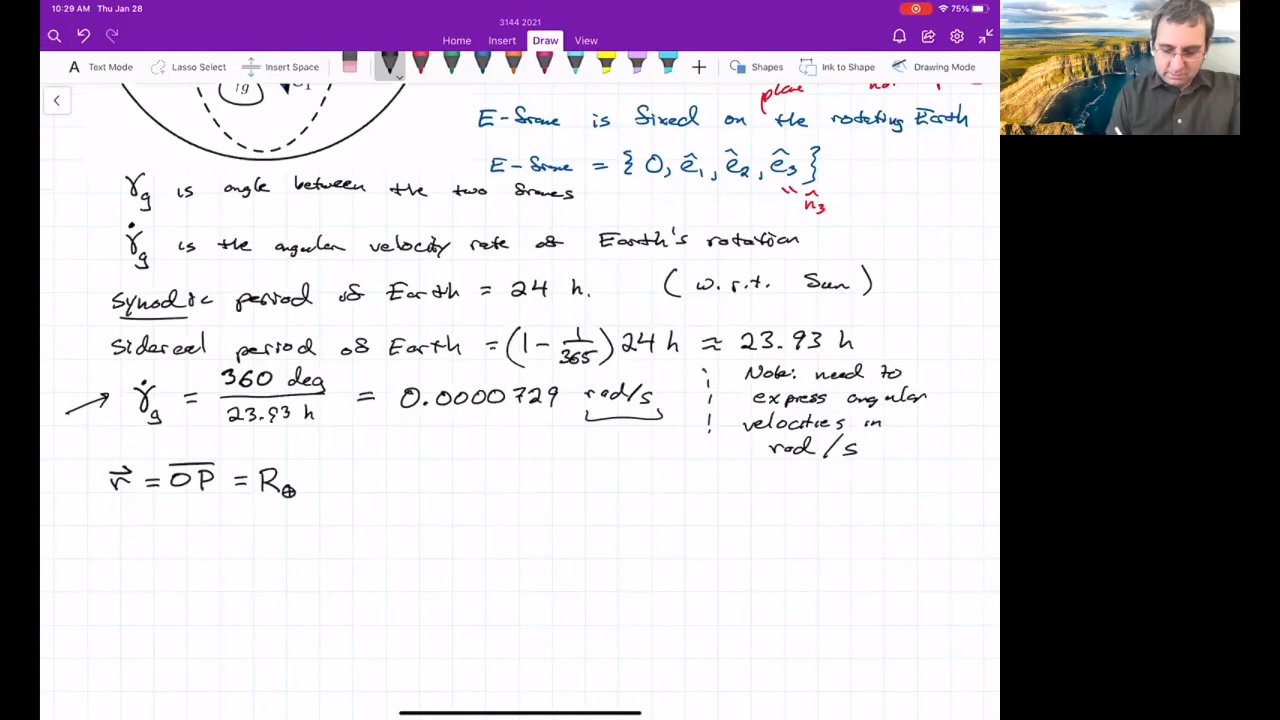 10:29 AM Thu Jan 28
75%
3144 2021
Home Insert Draw View
Text Mode Lasso Select Insert Space Shapes Ink to Shape Drawing Mode
plane
E-frame is fixed on the rotating Earth
E-frame = { O, ê₁, ê₂, ê₃ }
" n̂₃
γg is angle between the two frames
γ̇g is the angular velocity rate of Earth's rotation
synodic period of Earth = 24 h. (w.r.t. Sun)
sidereal period of Earth = (1 - 1/365) 24 h ≈ 23.93 h
γ̇g = 360 deg / 23.93 h = 0.0000729 rad/s
Note: need to
express angular
velocities in
rad/s
r⃗ = OP = R⊕